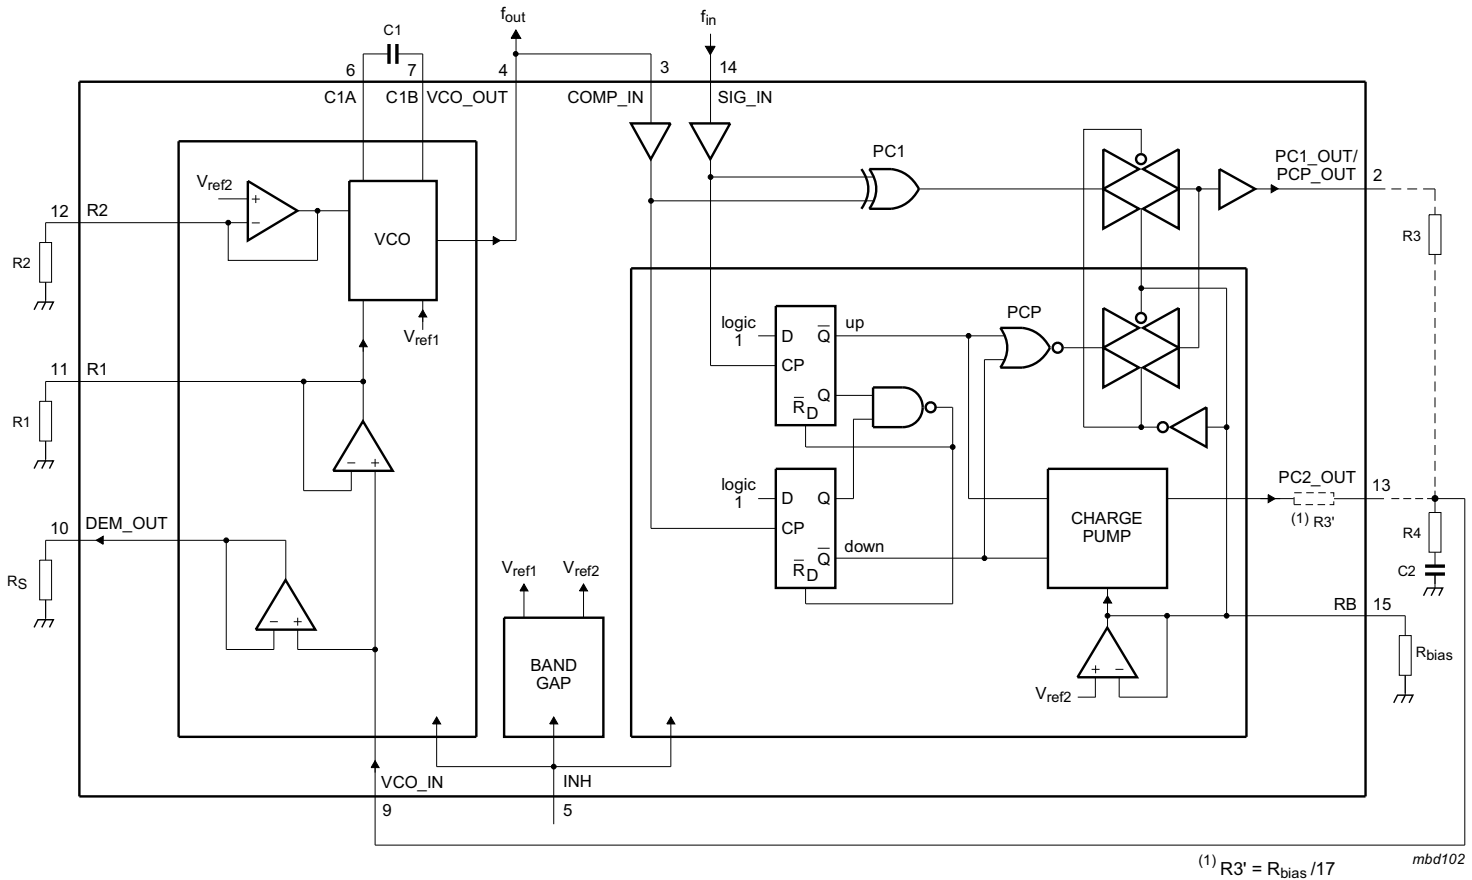 fout
fin
C1
6
7
4
3
14
C1A
C1B
VCO_OUT
COMP_IN
SIG_IN
PC1
PC1_OUT/
PCP_OUT
2
Vref2
+
−
12
R2
VCO
R2
R3
Vref1
logic
1
D
Q̅
up
PCP
CP
11
R1
Q
R̅D
R1
−
+
logic
1
D
Q
PC2_OUT
13
CP
CHARGE
PUMP
(1) R3'
R4
10
DEM_OUT
down
Q̅
R̅D
C2
RS
Vref1
Vref2
−
+
RB
15
BAND
GAP
Rbias
+
−
Vref2
VCO_IN
INH
9
5
(1) R3' = Rbias /17
mbd102